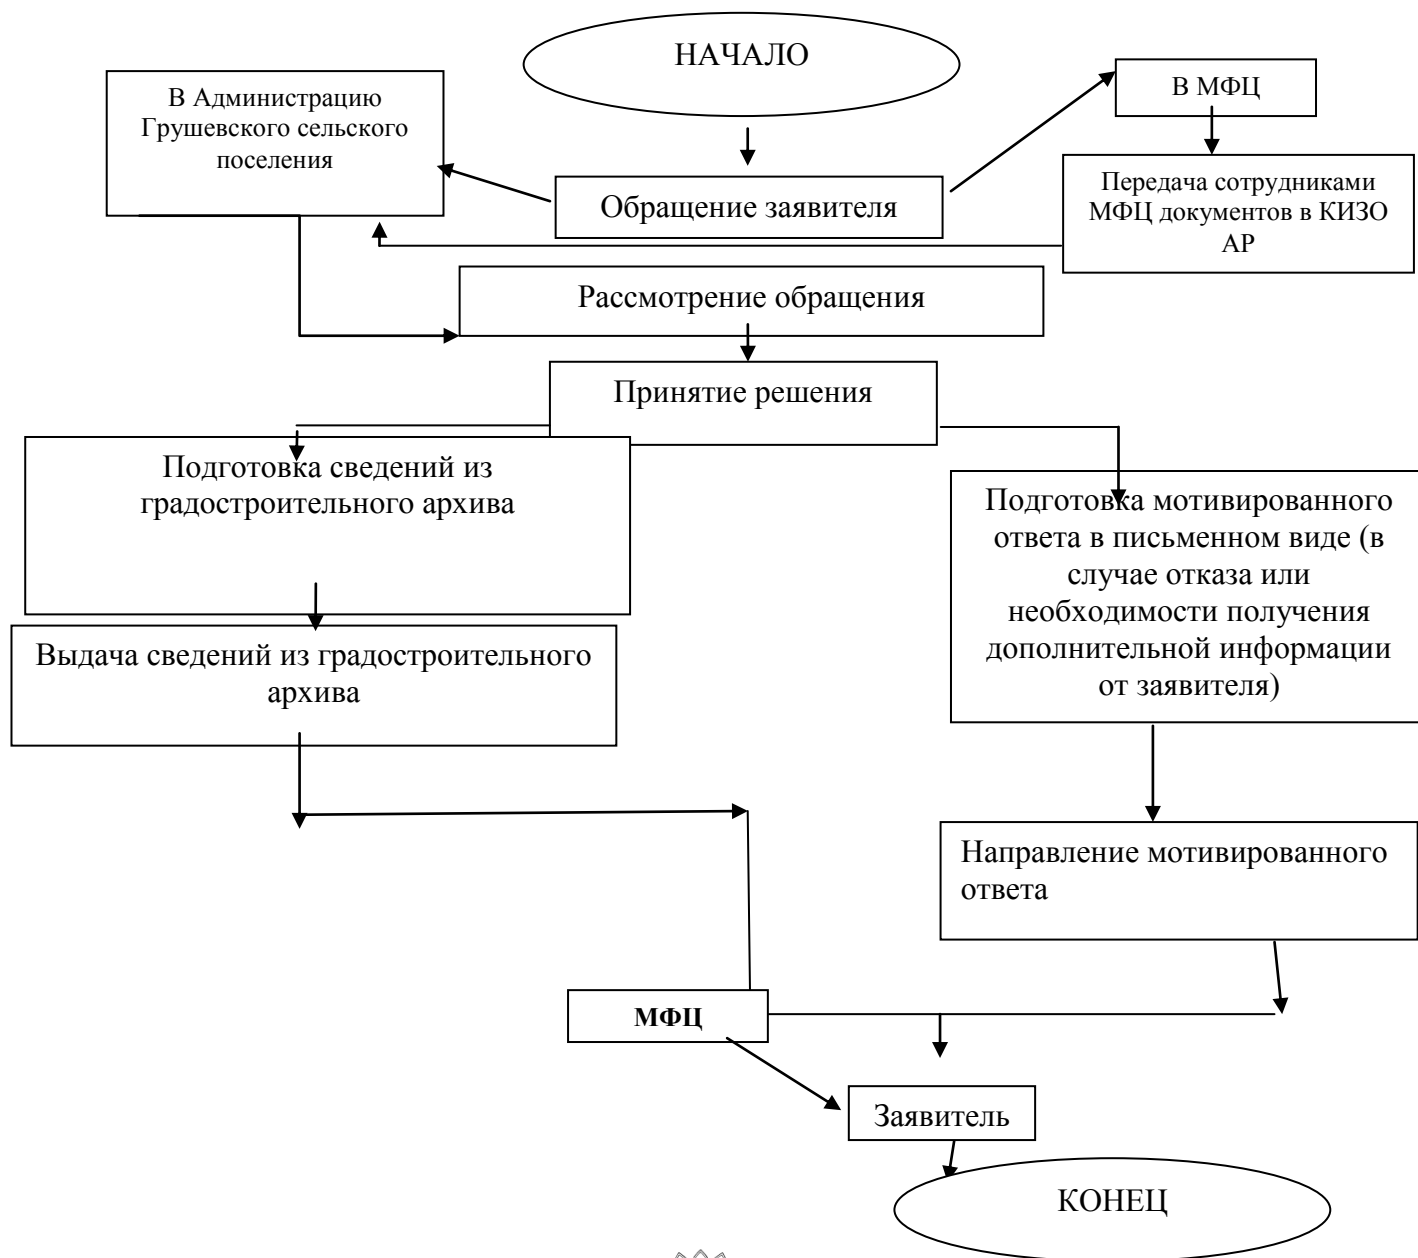 НАЧАЛО
В Администрацию
Грушевского сельского
поселения
В МФЦ
Обращение заявителя
Передача сотрудниками
МФЦ документов в КИЗО
АР
Рассмотрение обращения
Принятие решения
Подготовка сведений из
градостроительного архива
Подготовка мотивированного
ответа в письменном виде (в
случае отказа или
необходимости получения
дополнительной информации
от заявителя)
Выдача сведений из градостроительного
архива
Направление мотивированного
ответа
МФЦ
Заявитель
КОНЕЦ